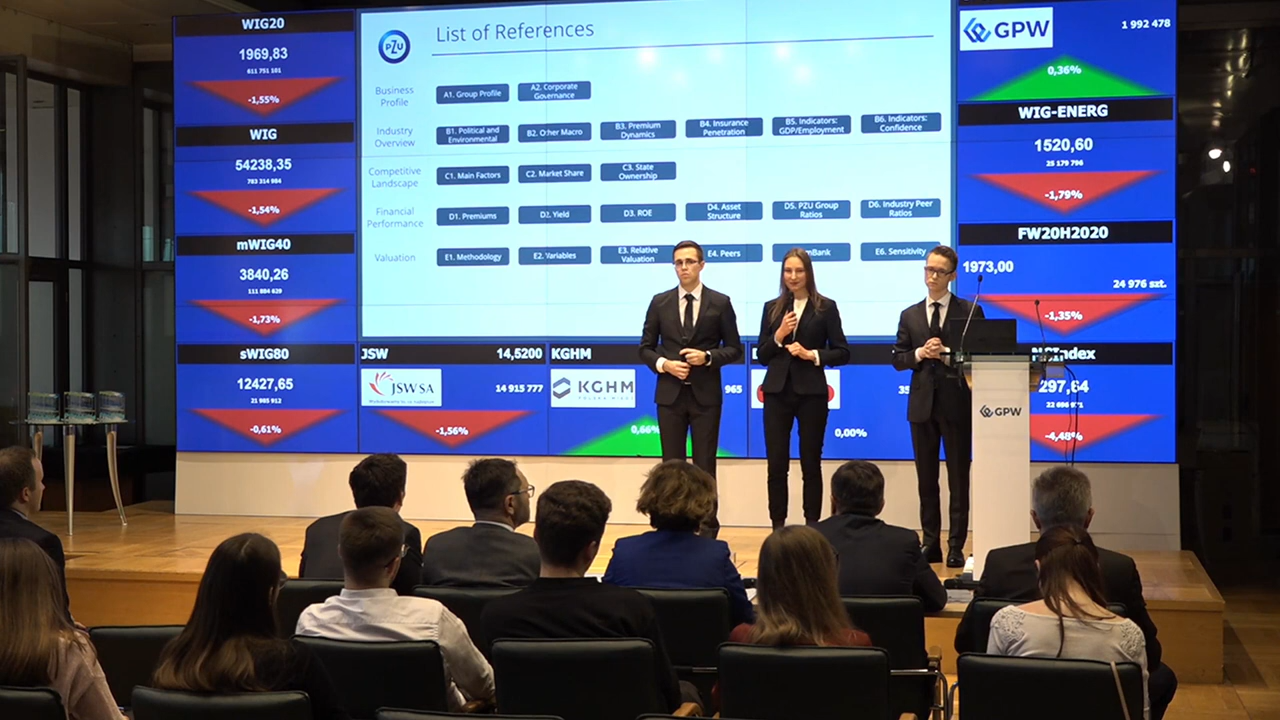 WIG20
1969,83
611 751 101
-1,55%
WIG
54238,35
783 314 984
-1,54%
mWIG40
3840,26
111 884 620
-1,73%
sWIG80
12427,65
21 985 912
-0,61%
PZU
List of References
Business
Profile
A1. Group Profile
A2. Corporate
Governance
Industry
Overview
B1. Political and
Environmental
B2. Other Macro
B3. Premium
Dynamics
B4. Insurance
Penetration
B5. Indicators:
GDP/Employment
B6. Indicators:
Confidence
Competitive
Landscape
C1. Main Factors
C2. Market Share
C3. State
Ownership
Financial
Performance
D1. Premiums
D2. Yield
D3. ROE
D4. Asset
Structure
D5. PZU Group
Ratios
D6. Industry Peer
Ratios
Valuation
E1. Methodology
E2. Variables
E3. Relative
Valuation
E4. Peers
E6. Sensitivity
GPW
1 992 478
0,36%
WIG-ENERG
1520,60
25 179 796
-1,79%
FW20H2020
1973,00
24 976 szt.
-1,35%
Index
297,64
-4,48%
JSW
14,5200
JSW SA
14 915 777
-1,56%
KGHM
KGHM
POLSKA MIEDŹ
965
0,66%
35
0,00%
GPW